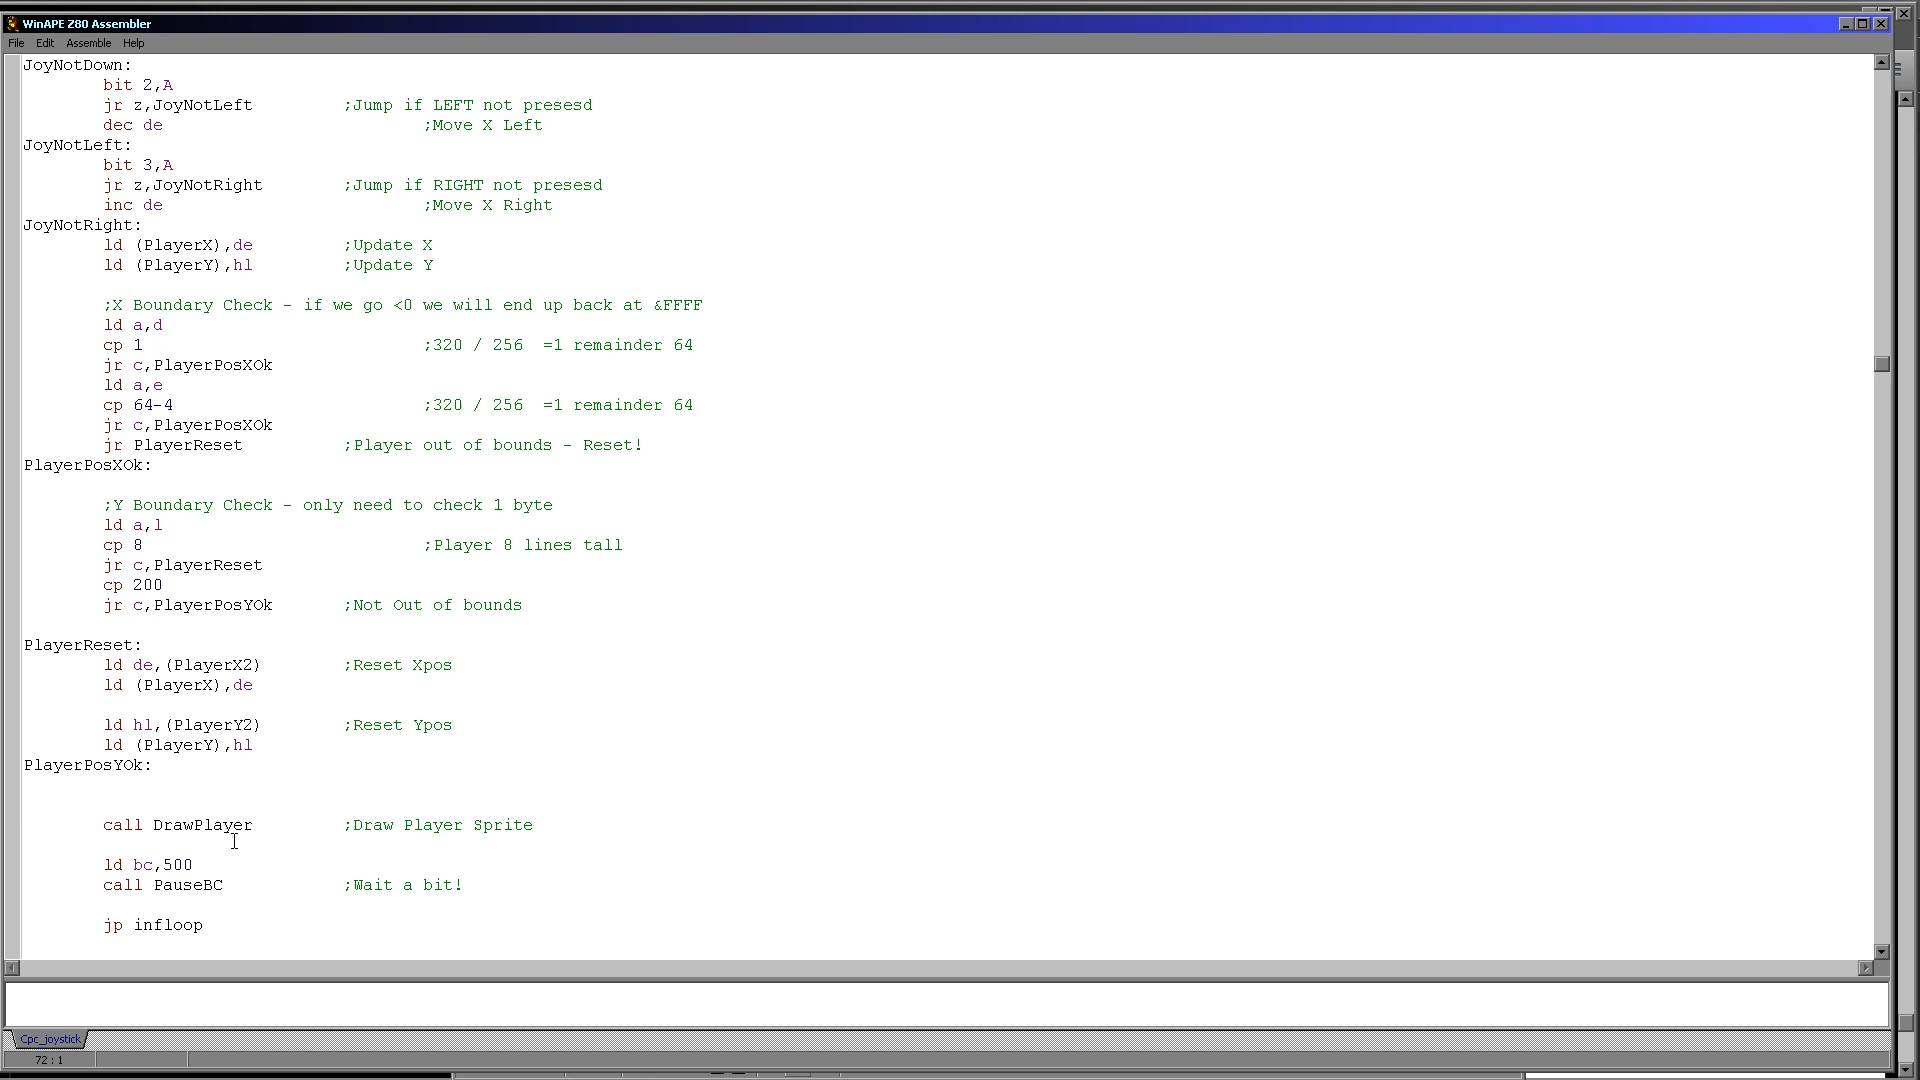 WinAPE Z80 Assembler
File Edit Assemble Help
JoyNotDown:
bit 2,A
jr z,JoyNotLeft ;Jump if LEFT not presesd
dec de ;Move X Left
JoyNotLeft:
bit 3,A
jr z,JoyNotRight ;Jump if RIGHT not presesd
inc de ;Move X Right
JoyNotRight:
ld (PlayerX),de ;Update X
ld (PlayerY),hl ;Update Y
;X Boundary Check - if we go <0 we will end up back at &FFFF
ld a,d
cp 1 ;320 / 256 =1 remainder 64
jr c,PlayerPosXOk
ld a,e
cp 64-4 ;320 / 256 =1 remainder 64
jr c,PlayerPosXOk
jr PlayerReset ;Player out of bounds - Reset!
PlayerPosXOk:
;Y Boundary Check - only need to check 1 byte
ld a,l
cp 8 ;Player 8 lines tall
jr c,PlayerReset
cp 200
jr c,PlayerPosYOk ;Not Out of bounds
PlayerReset:
ld de,(PlayerX2) ;Reset Xpos
ld (PlayerX),de
ld hl,(PlayerY2) ;Reset Ypos
ld (PlayerY),hl
PlayerPosYOk:
call DrawPlayer ;Draw Player Sprite
ld bc,500
call PauseBC ;Wait a bit!
jp infloop
Cpc_joystick
72 : 1